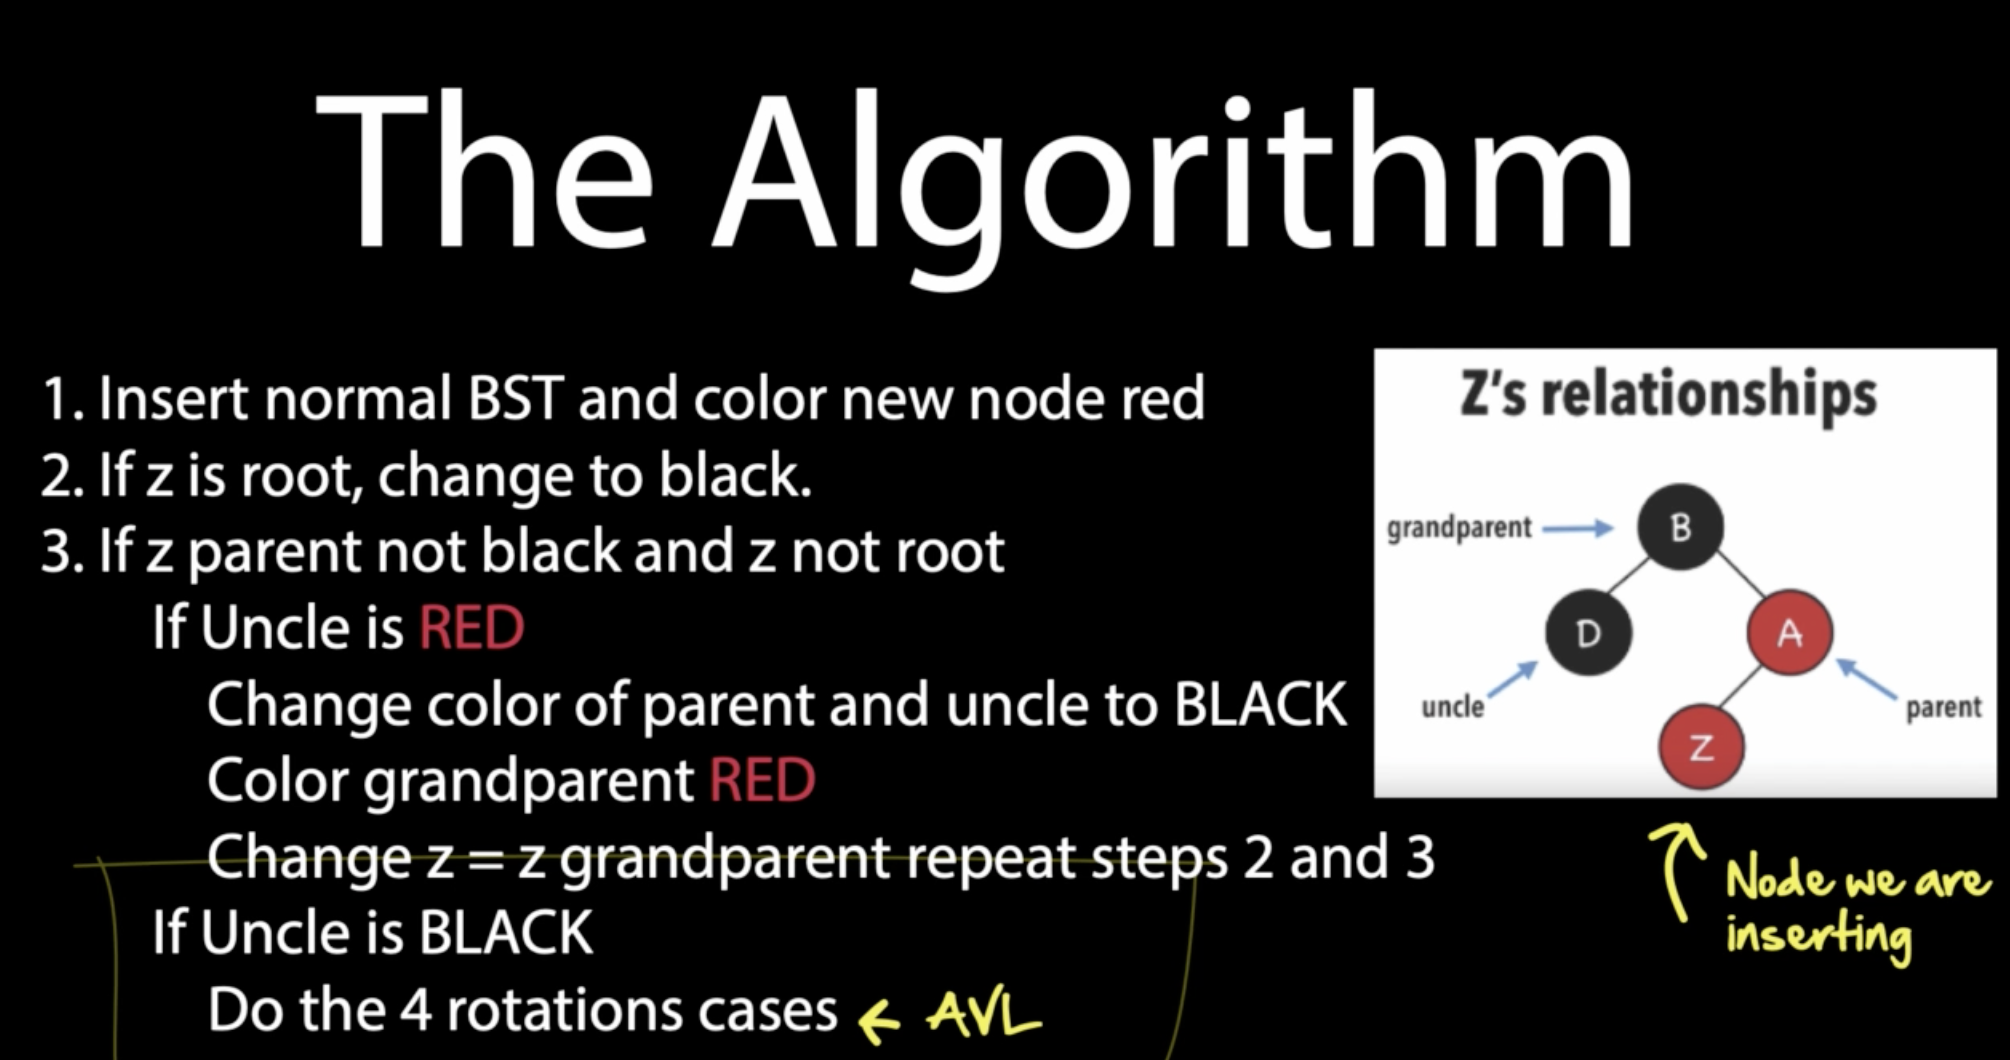 The Algorithm
1. Insert normal BST and color new node red
2. If z is root, change to black.
3. If z parent not black and z not root
If Uncle is RED
Change color of parent and uncle to BLACK
Color grandparent RED
Change z = z grandparent repeat steps 2 and 3
If Uncle is BLACK
Do the 4 rotations cases ← AVL
Z's relationships
grandparent
B
D
A
uncle
parent
Z
Node we are
inserting